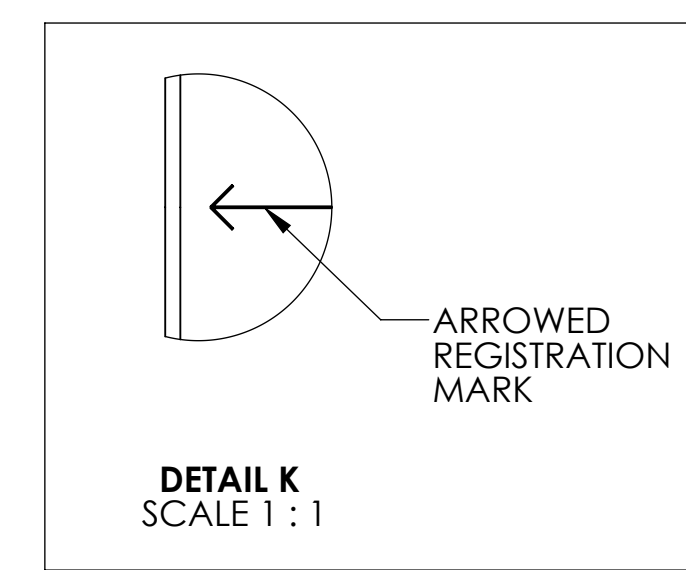 ARROWED
REGISTRATION
MARK
DETAIL K
SCALE 1 : 1